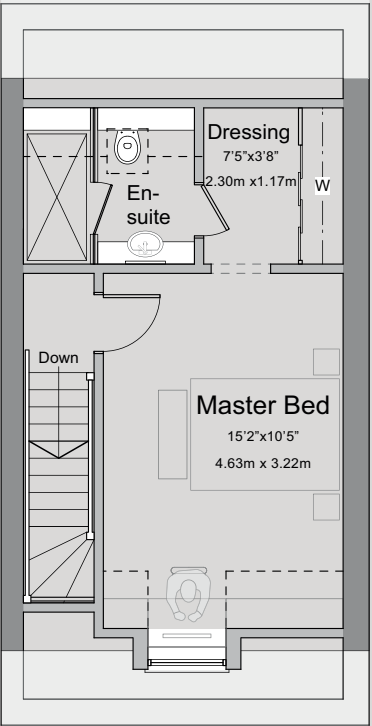 Dressing
7'5"x3'8"
2.30m x1.17m
W
En-
suite
Down
Master Bed
15'2"x10'5"
4.63m x 3.22m